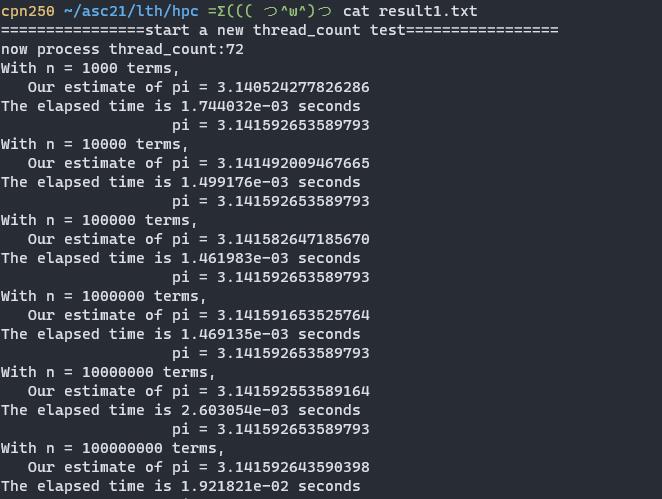 cpn250 ~/asc21/lth/hpc =Σ((( つ^ω^)つ cat result1.txt
================start a new thread_count test=================
now process thread_count:72
With n = 1000 terms,
   Our estimate of pi = 3.140524277826286
The elapsed time is 1.744032e-03 seconds
                   pi = 3.141592653589793
With n = 10000 terms,
   Our estimate of pi = 3.141492009467665
The elapsed time is 1.499176e-03 seconds
                   pi = 3.141592653589793
With n = 100000 terms,
   Our estimate of pi = 3.141582647185670
The elapsed time is 1.461983e-03 seconds
                   pi = 3.141592653589793
With n = 1000000 terms,
   Our estimate of pi = 3.141591653525764
The elapsed time is 1.469135e-03 seconds
                   pi = 3.141592653589793
With n = 10000000 terms,
   Our estimate of pi = 3.141592553589164
The elapsed time is 2.603054e-03 seconds
                   pi = 3.141592653589793
With n = 100000000 terms,
   Our estimate of pi = 3.141592643590398
The elapsed time is 1.921821e-02 seconds